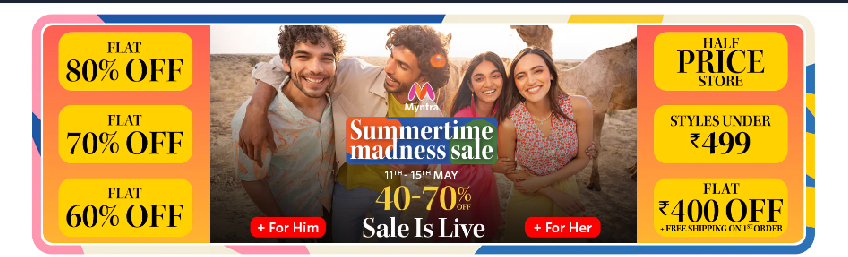 FLAT
80% OFF
FLAT
70% OFF
FLAT
60% OFF
Myntra
Summertime
madness sale
11TH - 15TH MAY
40-70% OFF
Sale Is Live
+ For Him
+ For Her
HALF
PRICE
STORE
STYLES UNDER
₹499
FLAT
₹400 OFF
+ FREE SHIPPING ON 1ST ORDER